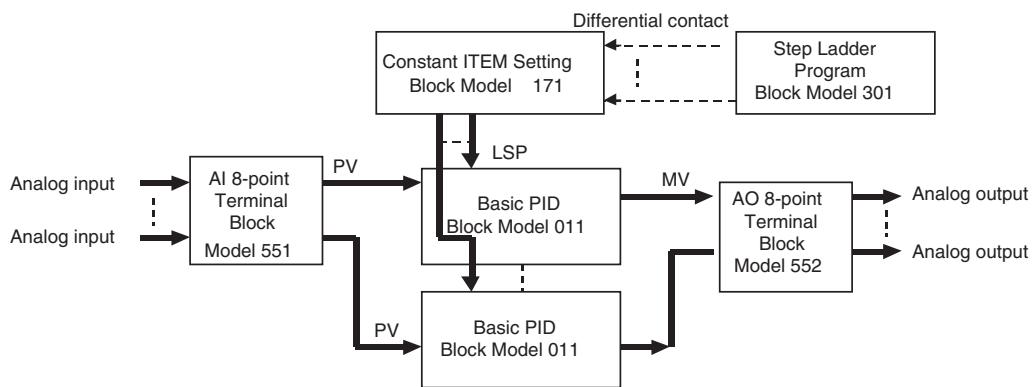 Differential contact
Constant ITEM Setting
Block Model 171
Step Ladder
Program
Block Model 301
LSP
Analog input
Analog input
AI 8-point
Terminal
Block
Model 551
PV
PV
Basic PID
Block Model 011
Basic PID
Block Model 011
MV
AO 8-point
Terminal
Block
Model 552
Analog output
Analog output